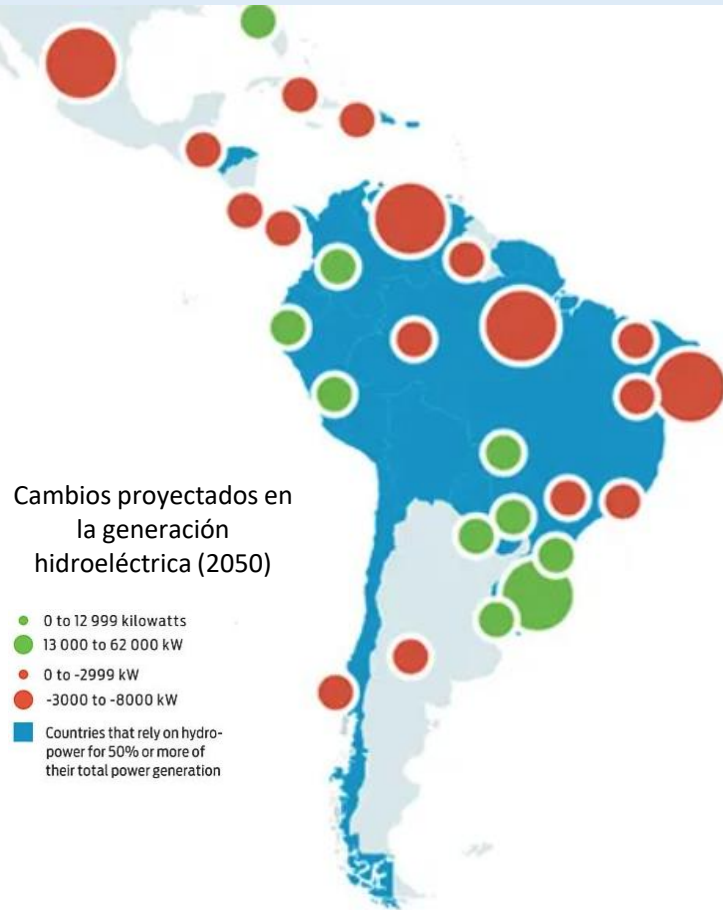 Cambios proyectados en
la generación
hidroeléctrica (2050)
0 to 12 999 kilowatts
13 000 to 62 000 kW
0 to -2999 kW
-3000 to -8000 kW
Countries that rely on hydro-
power for 50% or more of
their total power generation